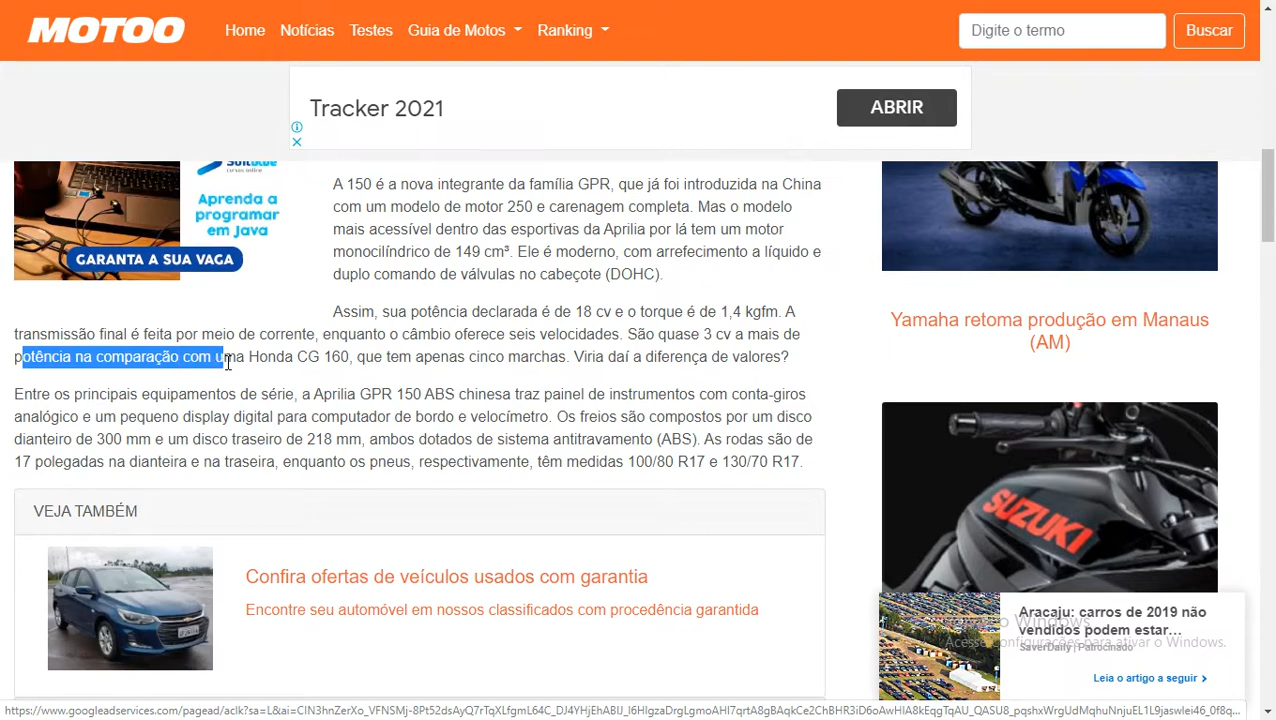 MOTOO
Home Notícias Testes Guia de Motos Ranking
Digite o termo
Buscar
Tracker 2021
ABRIR
Aprenda a
programar
em Java
GARANTA A SUA VAGA
A 150 é a nova integrante da família GPR, que já foi introduzida na China
com um modelo de motor 250 e carenagem completa. Mas o modelo
mais acessível dentro das esportivas da Aprilia por lá tem um motor
monocilíndrico de 149 cm³. Ele é moderno, com arrefecimento a líquido e
duplo comando de válvulas no cabeçote (DOHC).
Assim, sua potência declarada é de 18 cv e o torque é de 1,4 kgfm. A
transmissão final é feita por meio de corrente, enquanto o câmbio oferece seis velocidades. São quase 3 cv a mais de
potência na comparação com uma Honda CG 160, que tem apenas cinco marchas. Viria daí a diferença de valores?
Entre os principais equipamentos de série, a Aprilia GPR 150 ABS chinesa traz painel de instrumentos com conta-giros
analógico e um pequeno display digital para computador de bordo e velocímetro. Os freios são compostos por um disco
dianteiro de 300 mm e um disco traseiro de 218 mm, ambos dotados de sistema antitravamento (ABS). As rodas são de
17 polegadas na dianteira e na traseira, enquanto os pneus, respectivamente, têm medidas 100/80 R17 e 130/70 R17.
VEJA TAMBÉM
Confira ofertas de veículos usados com garantia
Encontre seu automóvel em nossos classificados com procedência garantida
Yamaha retoma produção em Manaus
(AM)
SUZUKI
Aracaju: carros de 2019 não
vendidos podem estar...
SaverDaily | Patrocinado
Leia o artigo a seguir
Windows
Acesse configurações para ativar o Windows.